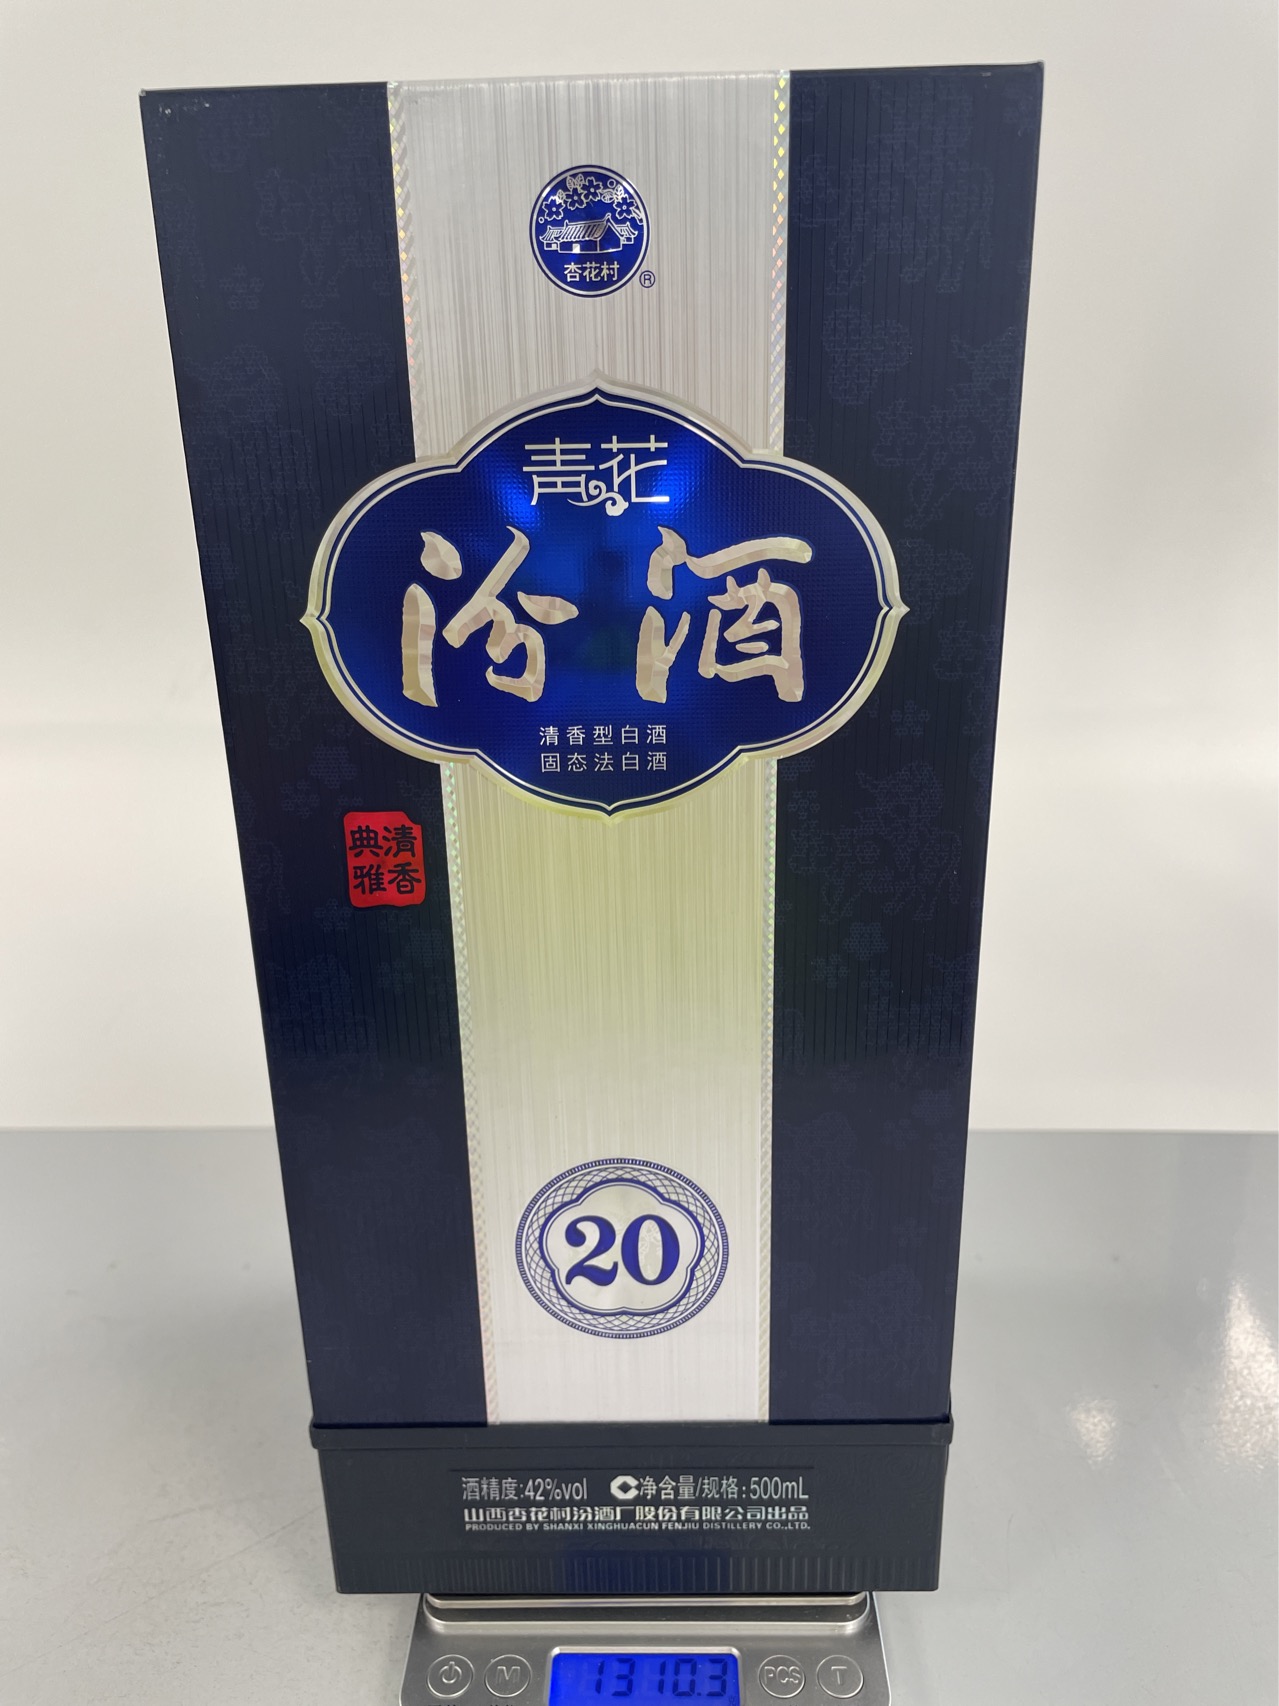 杏花村
®
青花
汾酒
清香型白酒
固态法白酒
清香
典雅
20
酒精度:42%vol 净含量/规格:500mL
山西杏花村汾酒厂股份有限公司出品
PRODUCED BY SHANXI XINGHUACUN FENJIU DISTILLERY CO.,LTD.
M 1310.3 PCS T